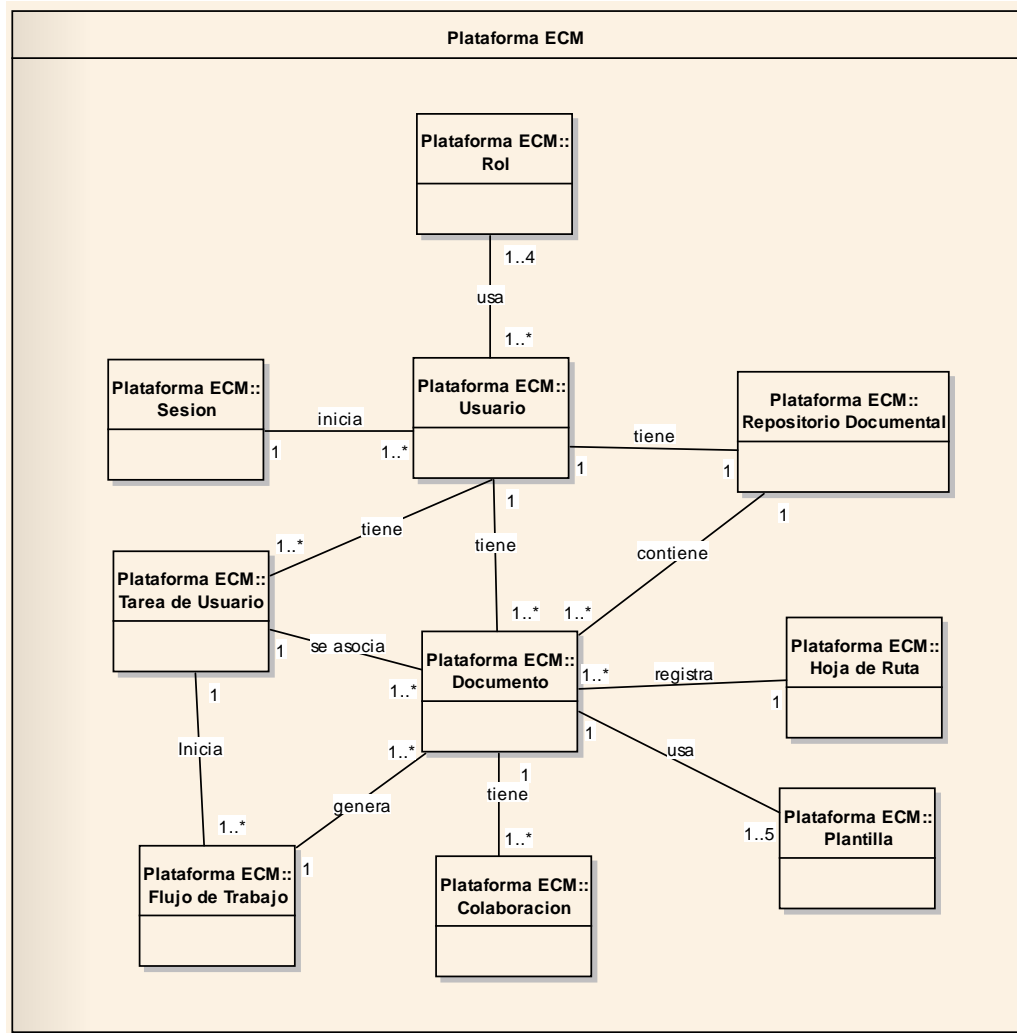 Plataforma ECM
Plataforma ECM::
Rol
1..4
usa
1..*
Plataforma ECM::
Sesion
inicia
1
1..*
Plataforma ECM::
Usuario
tiene
1
1
Plataforma ECM::
Repositorio Documental
1
tiene
1..*
1
tiene
1..*
contiene
1..*
Plataforma ECM::
Tarea de Usuario
1
se asocia
1..*
Plataforma ECM::
Documento
1..*
registra
1
Plataforma ECM::
Hoja de Ruta
1
Inicia
1..*
1..*
genera
1
1
tiene
1..*
1
usa
1..5
Plataforma ECM::
Plantilla
Plataforma ECM::
Flujo de Trabajo
Plataforma ECM::
Colaboracion